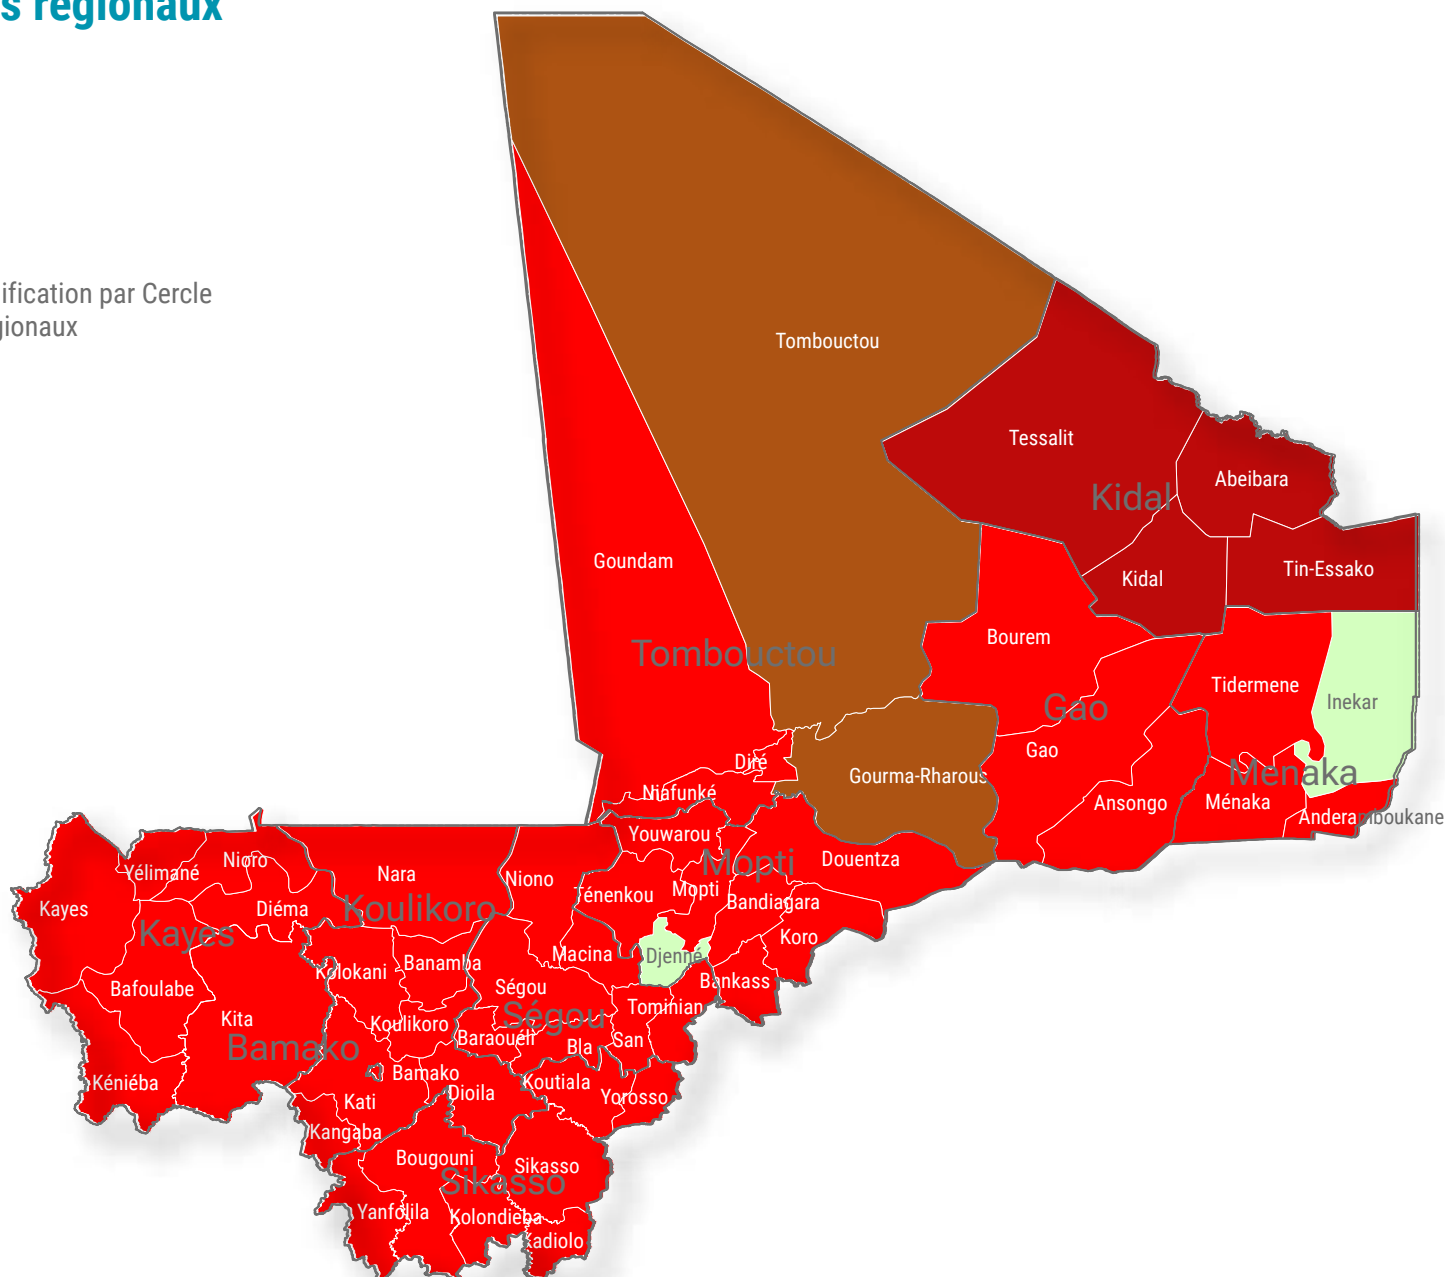 s régionaux
ification par Cercle
gionaux
Tombouctou
Tessalit
Kidal
Abeibara
Goundam
Kidal
Tin-Essako
Bourem
Tombouctou
Tidermene
Inekar
Gao
Gao
Diré
Gourma-Rharous
Ménaka
Niafunké
Ménaka
Ansongo
Anderamboukane
Youwarou
Mopti
Douentza
Nioro
Yélimané
Nara
Niono
Ténenkou
Mopti
Bandiagara
Kayes
Diéma
Koulikoro
Kayes
Koro
Macina
Djenné
Kolokani
Banamba
Bankass
Bafoulabe
Ségou
Tominian
Kita
Koulikoro
Ségou
Baraouéli
San
Bamako
Bla
Kéniéba
Bamako
Dioila
Koutiala
Yorosso
Kati
Kangaba
Bougouni
Sikasso
Sikasso
Yanfolila
Kolondieba
adiolo